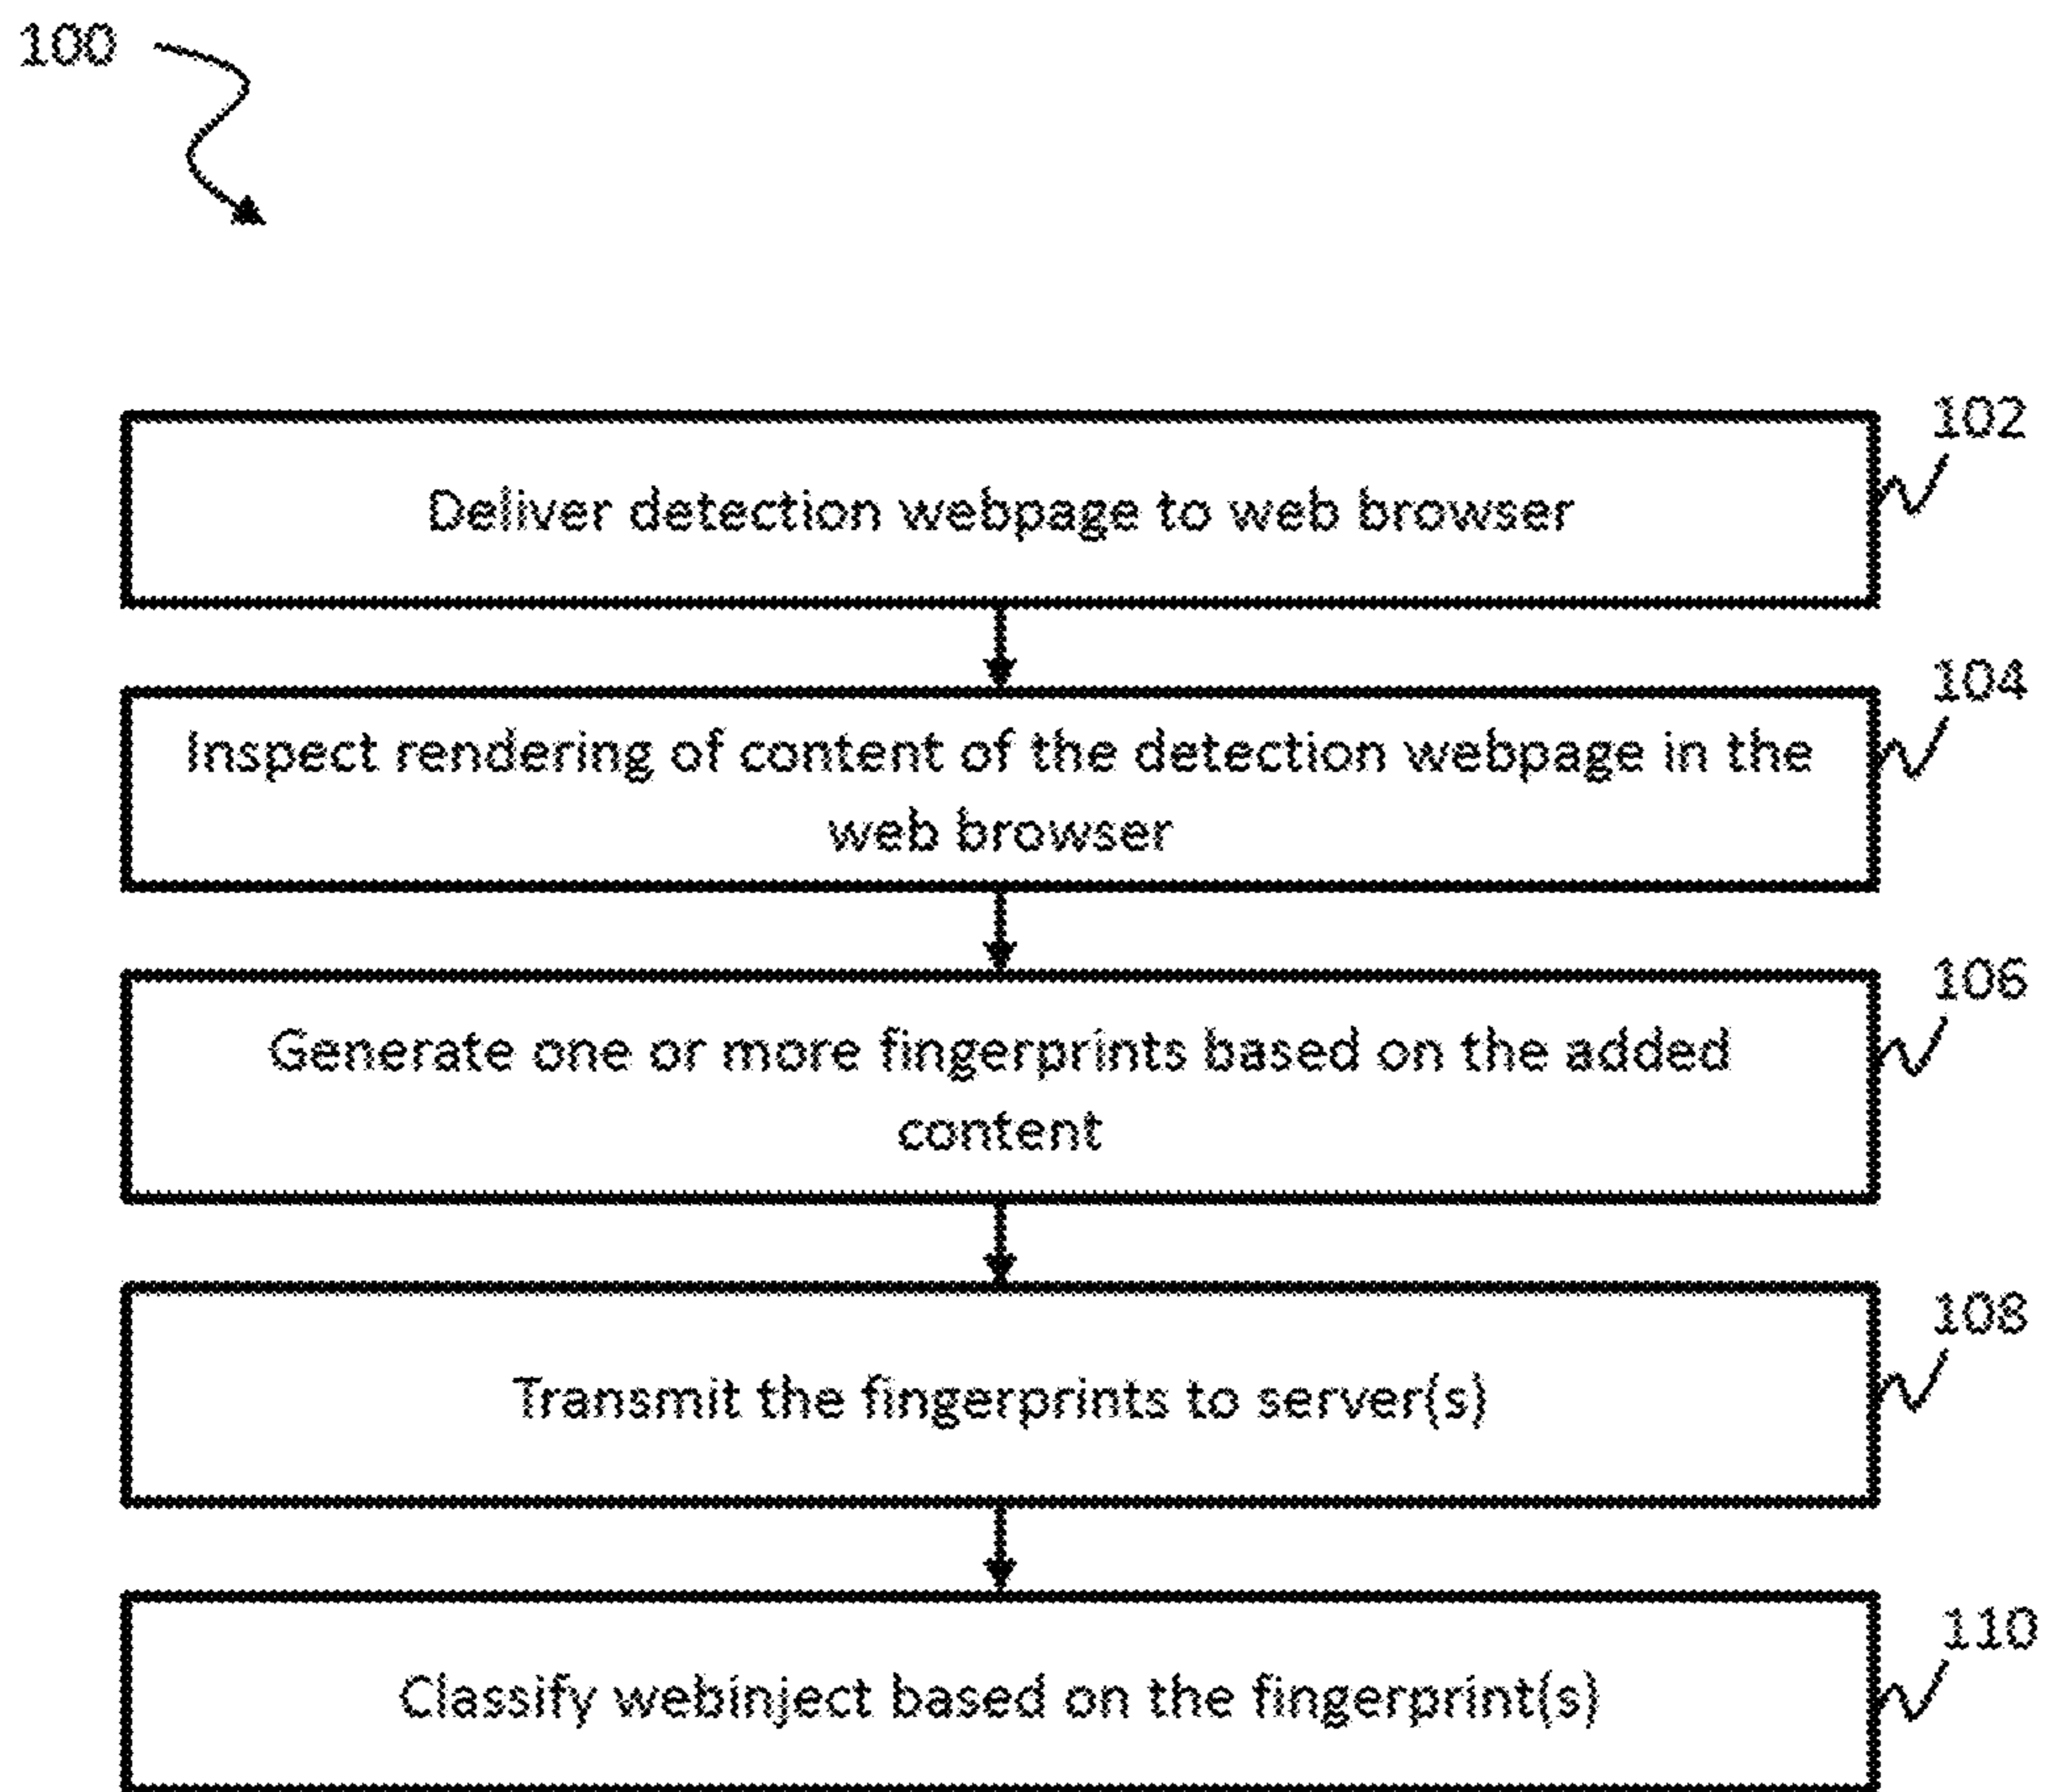 100
102
Deliver detection webpage to web browser
104
Inspect rendering of content of the detection webpage in the
web browser
106
Generate one or more fingerprints based on the added
content
108
Transmit the fingerprints to server(s)
110
Classify webinject based on the fingerprint(s)